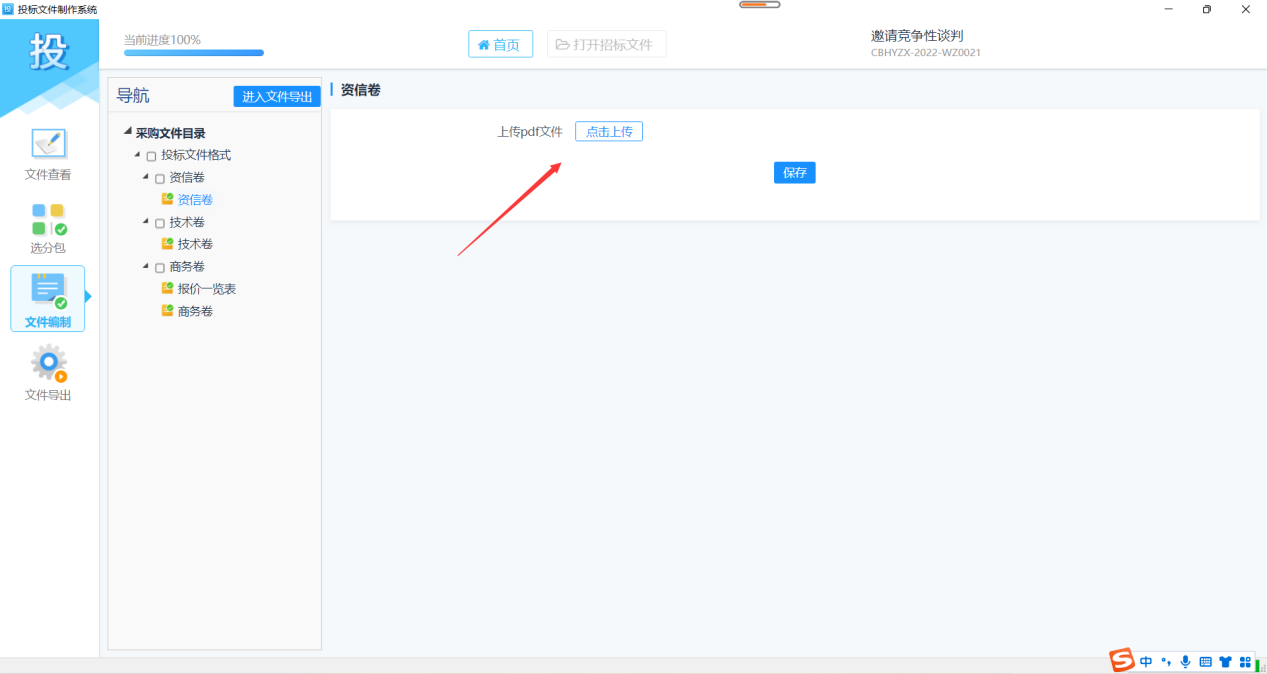 投标文件制作系统
投
当前进度100%
首页
打开招标文件
邀请竞争性谈判
CBHYZX-2022-WZ0021
文件查看
选分包
文件编制
文件导出
导航
进入文件导出
采购文件目录
投标文件格式
资信卷
资信卷
技术卷
技术卷
商务卷
报价一览表
商务卷
资信卷
上传pdf文件
点击上传
保存
S
中